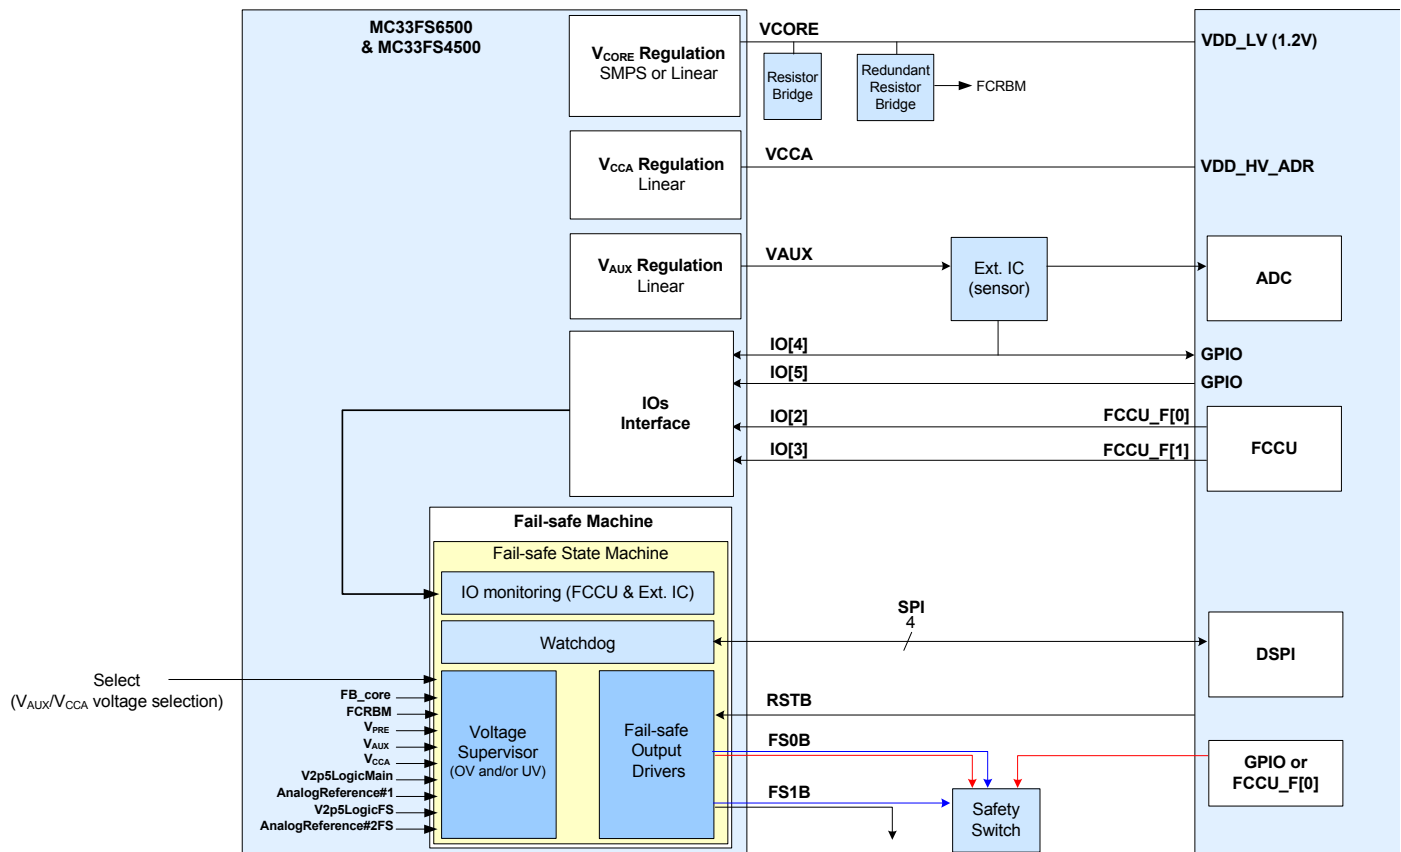 MC33FS6500
& MC33FS4500
VCORE Regulation
SMPS or Linear
VCORE
Resistor
Bridge
Redundant
Resistor
Bridge
FCRBM
VDD_LV (1.2V)
VCCA Regulation
Linear
VCCA
VDD_HV_ADR
VAUX Regulation
Linear
VAUX
Ext. IC
(sensor)
ADC
IOs
Interface
IO[4]
GPIO
IO[5]
GPIO
IO[2]
FCCU_F[0]
IO[3]
FCCU_F[1]
FCCU
Fail-safe Machine
Fail-safe State Machine
IO monitoring (FCCU & Ext. IC)
Watchdog
SPI
4
DSPI
Select
(VAUX/VCCA voltage selection)
FB_core
FCRBM
VPRE
VAUX
VCCA
V2p5LogicMain
AnalogReference#1
V2p5LogicFS
AnalogReference#2FS
Voltage
Supervisor
(OV and/or UV)
Fail-safe
Output
Drivers
RSTB
FS0B
FS1B
Safety
Switch
GPIO or
FCCU_F[0]